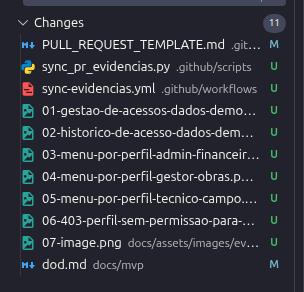 Changes 11
PULL_REQUEST_TEMPLATE.md .git... M
sync_pr_evidencias.py .github/scripts U
sync-evidencias.yml .github/workflows U
01-gestao-de-acessos-dados-demo... U
02-historico-de-acesso-dados-dem... U
03-menu-por-perfil-admin-financeir... U
04-menu-por-perfil-gestor-obras.p... U
05-menu-por-perfil-tecnico-campo.... U
06-403-perfil-sem-permissao-para-... U
07-image.png docs/assets/images/ev... U
dod.md docs/mvp M